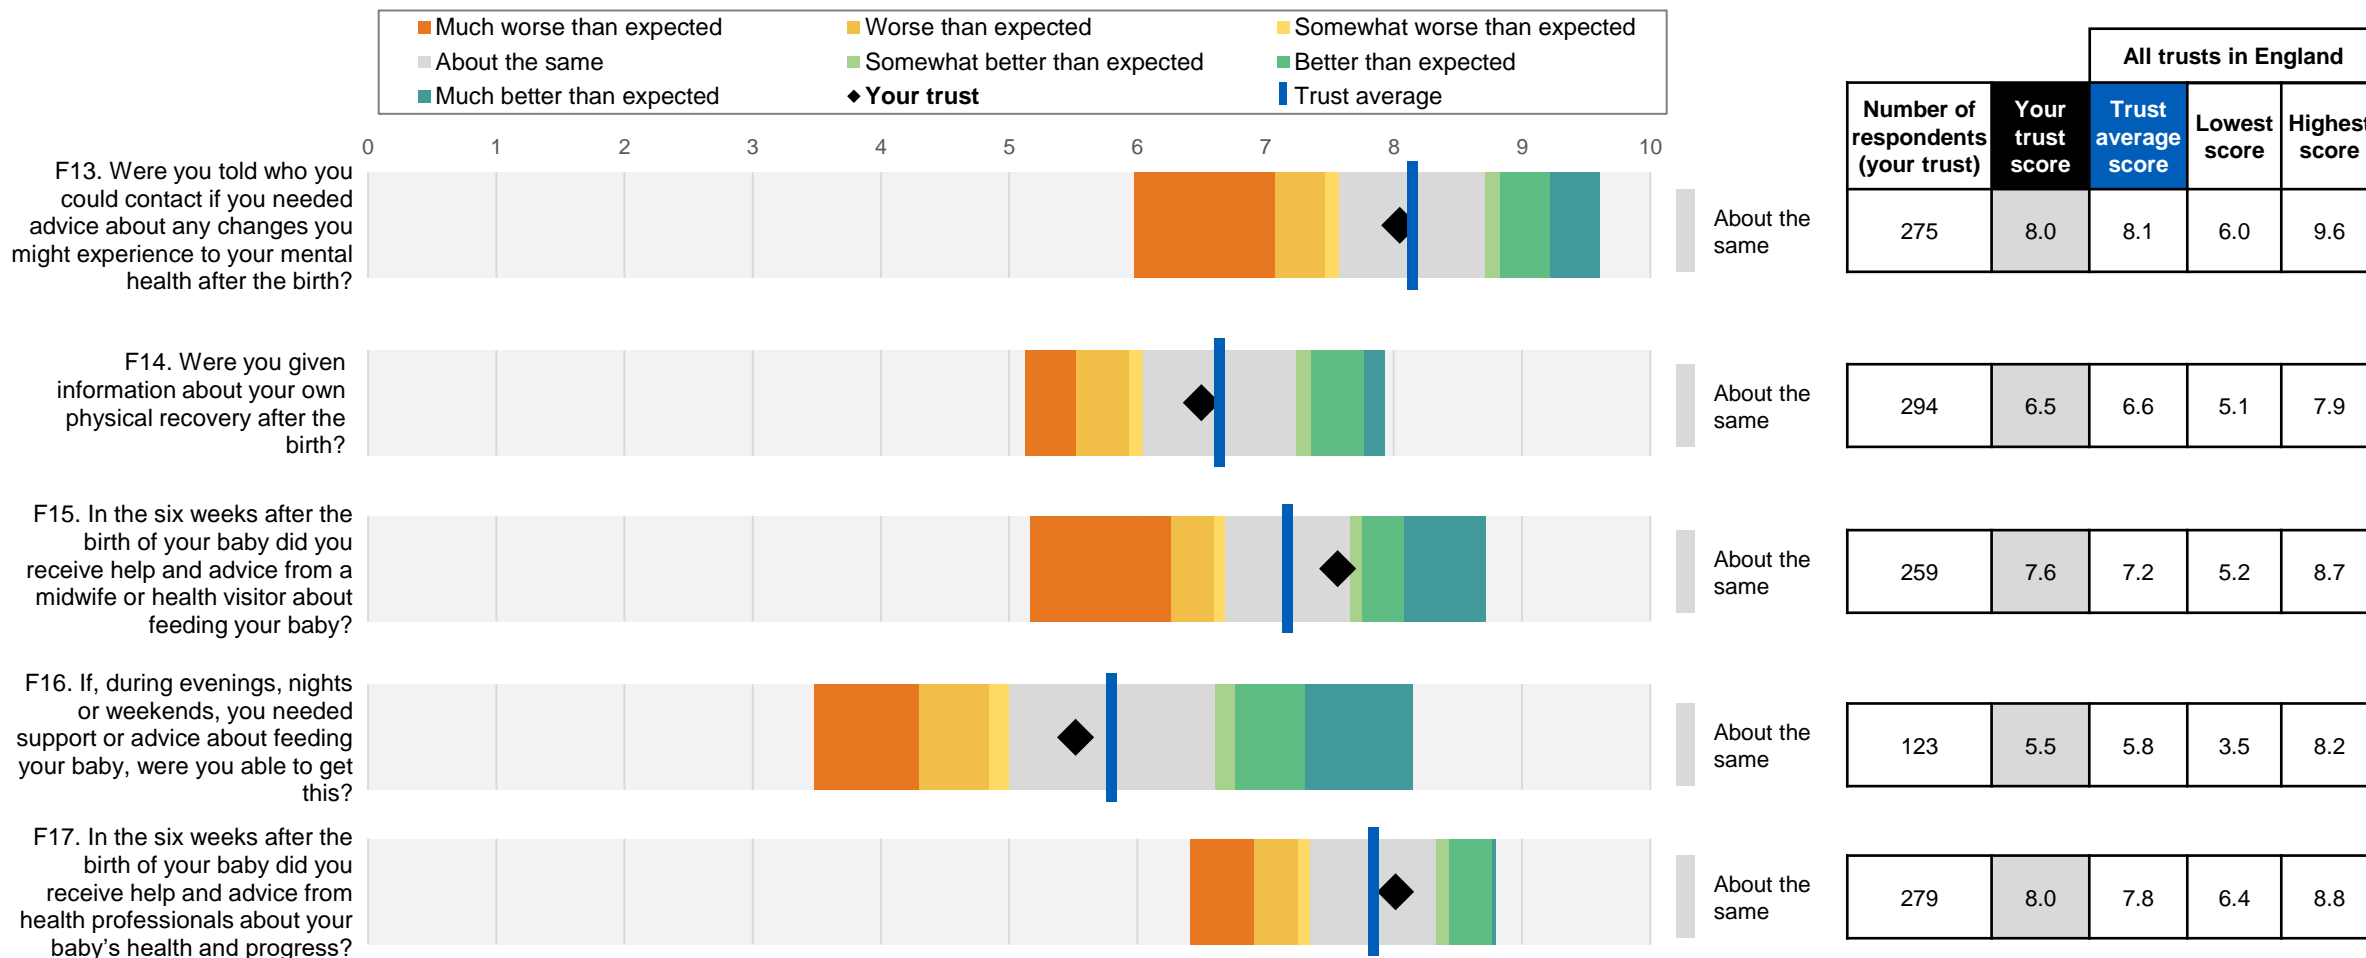 Much worse than expected
Worse than expected
Somewhat worse than expected
About the same
Somewhat better than expected
Better than expected
Much better than expected
Your trust
Trust average
All trusts in England
Number of
respondents
(your trust)
Your
trust
score
Trust
average
score
Lowest
score
Highest
score
0 1 2 3 4 5 6 7 8 9 10
F13. Were you told who you
could contact if you needed
advice about any changes you
might experience to your mental
health after the birth?
About the
same
275 8.0 8.1 6.0 9.6
F14. Were you given
information about your own
physical recovery after the
birth?
About the
same
294 6.5 6.6 5.1 7.9
F15. In the six weeks after the
birth of your baby did you
receive help and advice from a
midwife or health visitor about
feeding your baby?
About the
same
259 7.6 7.2 5.2 8.7
F16. If, during evenings, nights
or weekends, you needed
support or advice about feeding
your baby, were you able to get
this?
About the
same
123 5.5 5.8 3.5 8.2
F17. In the six weeks after the
birth of your baby did you
receive help and advice from
health professionals about your
baby’s health and progress?
About the
same
279 8.0 7.8 6.4 8.8